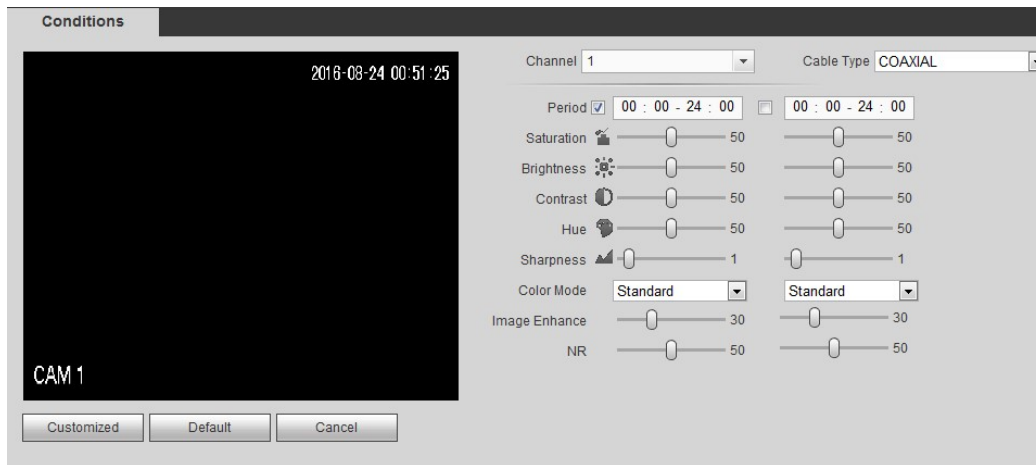 Conditions
2016-08-24 00:51:25
CAM 1
Customized Default Cancel
Channel 1 Cable Type COAXIAL
Period 00 : 00 - 24 : 00 00 : 00 - 24 : 00
Saturation 50 50
Brightness 50 50
Contrast 50 50
Hue 50 50
Sharpness 1 1
Color Mode Standard Standard
Image Enhance 30 30
NR 50 50